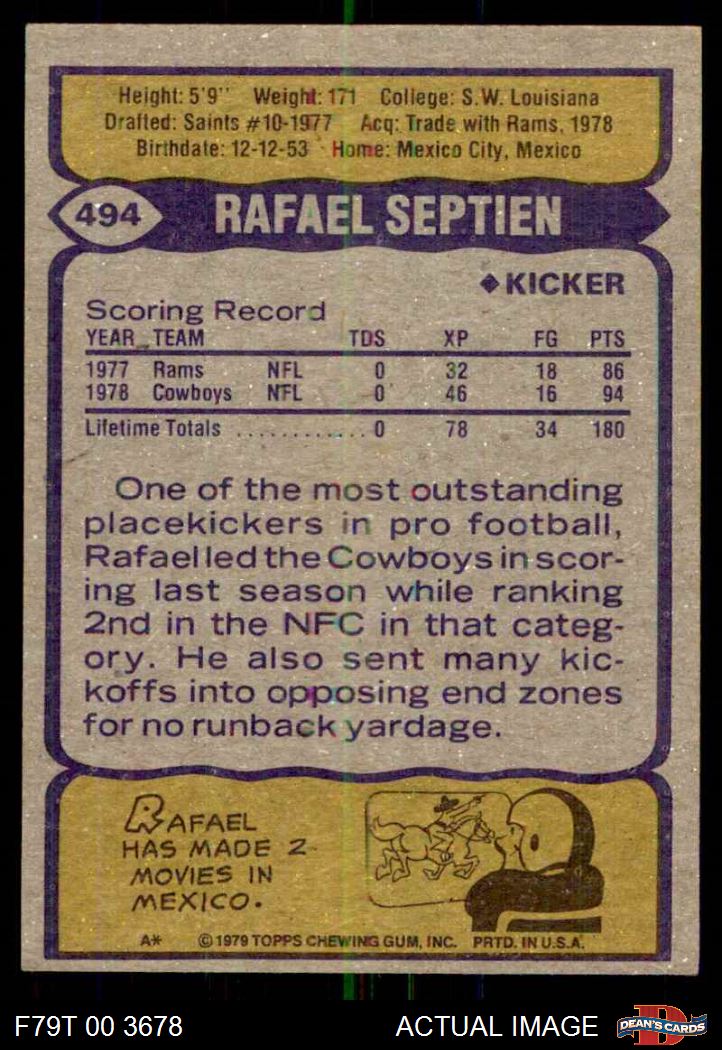 Height: 5'9'' Weight: 171 College: S.W. Louisiana
Drafted: Saints #10-1977 Acq: Trade with Rams, 1978
Birthdate: 12-12-53 Home: Mexico City, Mexico
494 RAFAEL SEPTIEN
◆KICKER
Scoring Record
YEAR TEAM TDS XP FG PTS
1977 Rams NFL 0 32 18 86
1978 Cowboys NFL 0 46 16 94
Lifetime Totals ............ 0 78 34 180
One of the most outstanding
placekickers in pro football,
Rafael led the Cowboys in scor-
ing last season while ranking
2nd in the NFC in that categ-
ory. He also sent many kic-
koffs into opposing end zones
for no runback yardage.
RAFAEL
HAS MADE 2
MOVIES IN
MEXICO.
A* © 1979 TOPPS CHEWING GUM, INC. PRTD. IN U.S.A.
F79T 00 3678 ACTUAL IMAGE DEAN'S CARDS